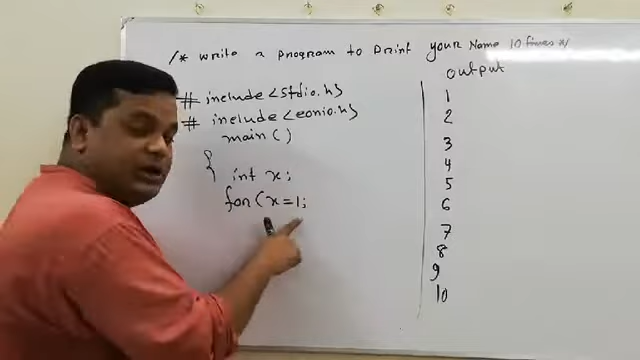 /* write a program to print your Name 10 times */
# include <stdio.h>
# include <conio.h>
main ( )
{
int x;
for (x=1;
output
1
2
3
4
5
6
7
8
9
10